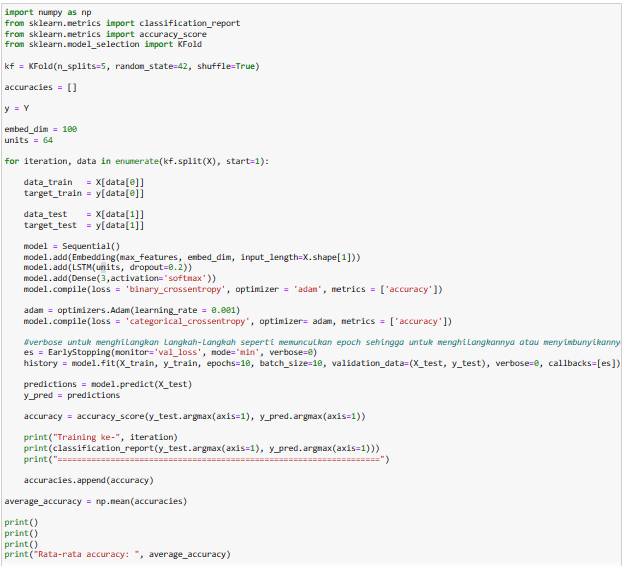 import numpy as np
from sklearn.metrics import classification_report
from sklearn.metrics import accuracy_score
from sklearn.model_selection import KFold
kf = KFold(n_splits=5, random_state=42, shuffle=True)
accuracies = []
y = Y
embed_dim = 100
units = 64
for iteration, data in enumerate(kf.split(X), start=1):
data_train = X[data[0]]
target_train = y[data[0]]
data_test = X[data[1]]
target_test = y[data[1]]
model = Sequential()
model.add(Embedding(max_features, embed_dim, input_length=X.shape[1]))
model.add(LSTM(units, dropout=0.2))
model.add(Dense(3,activation='softmax'))
model.compile(loss = 'binary_crossentropy', optimizer = 'adam', metrics = ['accuracy'])
adam = optimizers.Adam(learning_rate = 0.001)
model.compile(loss = 'categorical_crossentropy', optimizer= adam, metrics = ['accuracy'])
#verbose untuk menghilangkan langkah-langkah seperti memunculkan epoch sehingga untuk menghilangkannya atau menyimbunyikannya
es = EarlyStopping(monitor='val_loss', mode='min', verbose=0)
history = model.fit(X_train, y_train, epochs=10, batch_size=10, validation_data=(X_test, y_test), verbose=0, callbacks=[es])
predictions = model.predict(X_test)
y_pred = predictions
accuracy = accuracy_score(y_test.argmax(axis=1), y_pred.argmax(axis=1))
print("Training ke-", iteration)
print(classification_report(y_test.argmax(axis=1), y_pred.argmax(axis=1)))
print("=================================================================")
accuracies.append(accuracy)
average_accuracy = np.mean(accuracies)
print()
print()
print()
print("Rata-rata accuracy: ", average_accuracy)